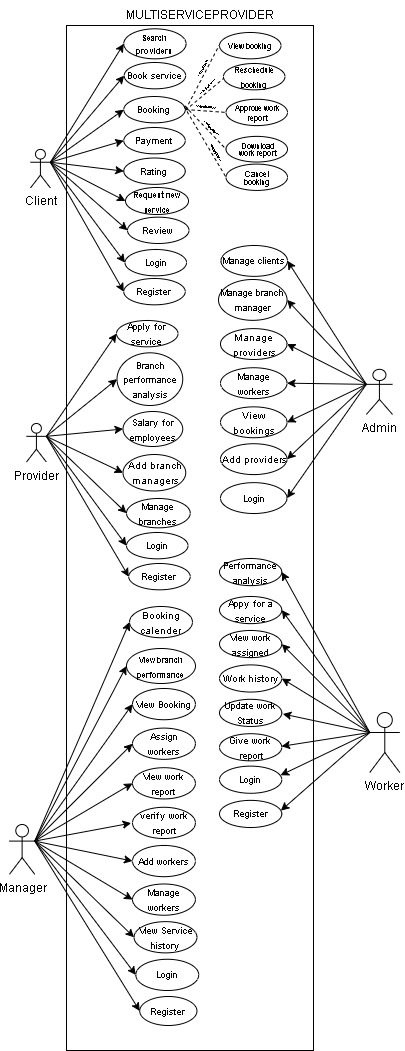 MULTISERVICEPROVIDER
Search
providers
Book service
Booking
Payment
Rating
Request new
service
Review
Login
Register
View booking
Reschedule
booking
Approve work
report
Download
work report
Cancel
booking
Client
Manage clients
Manage branch
manager
Manage
providers
Manage
workers
View
bookings
Add providers
Login
Admin
Apply for
service
Branch
performance
analysis
Salary for
employees
Add branch
managers
Manage
branches
Login
Register
Provider
Performance
analysis
Appy for a
service
View work
assigned
Work history
Update work
Status
Give work
report
Login
Register
Worker
Booking
calender
View branch
performance
View Booking
Assign
workers
View work
report
verify work
report
Add workers
Manage
workers
View Service
history
Login
Register
Manager